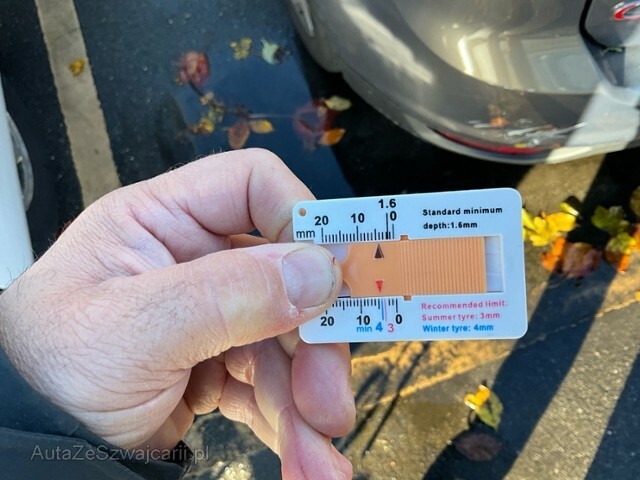 1.6
mm 20 10 0
Standard minimum
depth:1.6mm
Recommended limit:
Summer tyre: 3mm
Winter tyre: 4mm
20 10 0
min 4 3
AutaZeSzwajcarii.pl